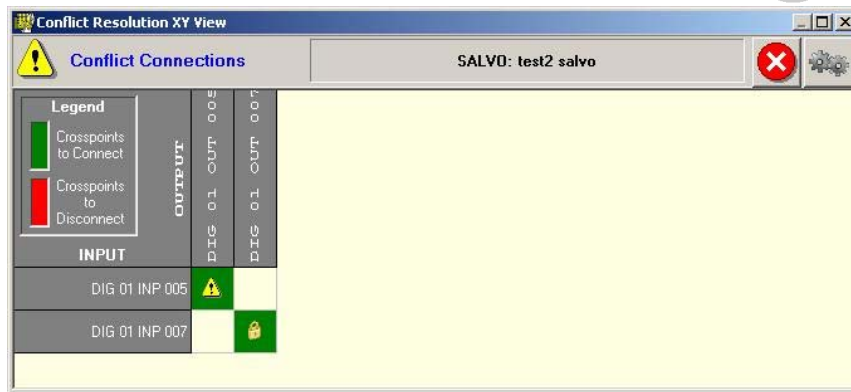 Conflict Resolution XY View
Conflict Connections
SALVO: test2 salvo
Legend
Crosspoints
to Connect
Crosspoints
to
Disconnect
OUTPUT
INPUT
DIG 01 OUT 005
DIG 01 OUT 007
DIG 01 INP 005
DIG 01 INP 007